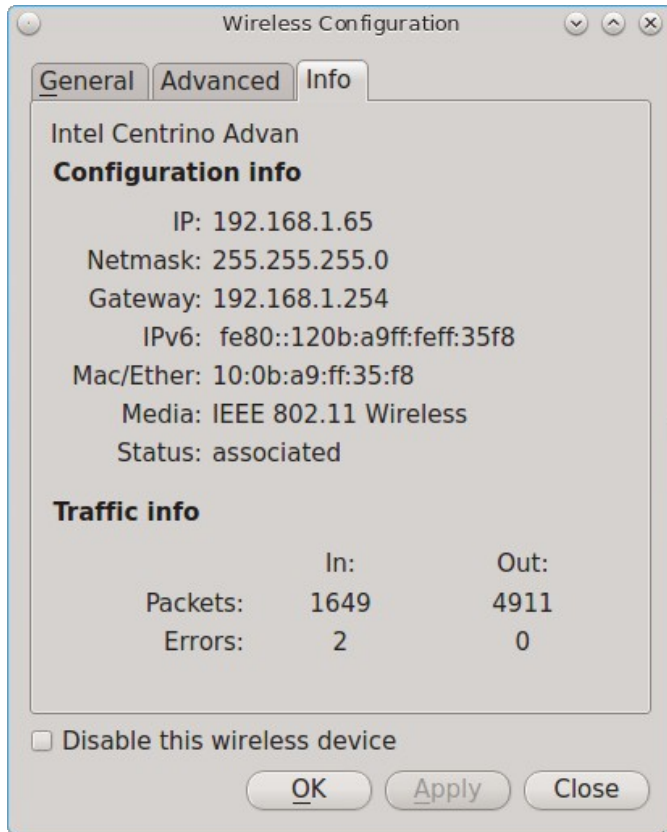 Wireless Configuration
General Advanced Info
Intel Centrino Advan
Configuration info
IP: 192.168.1.65
Netmask: 255.255.255.0
Gateway: 192.168.1.254
IPv6: fe80::120b:a9ff:feff:35f8
Mac/Ether: 10:0b:a9:ff:35:f8
Media: IEEE 802.11 Wireless
Status: associated
Traffic info
In: Out:
Packets: 1649 4911
Errors: 2 0
Disable this wireless device
OK Apply Close